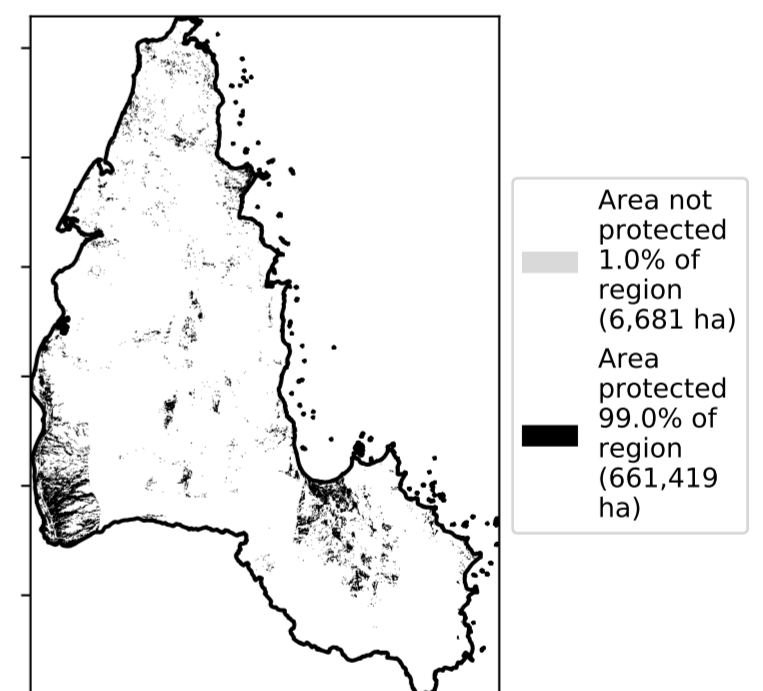 Area not
protected
1.0% of
region
(6,681 ha)
Area
protected
99.0% of
region
(661,419
ha)